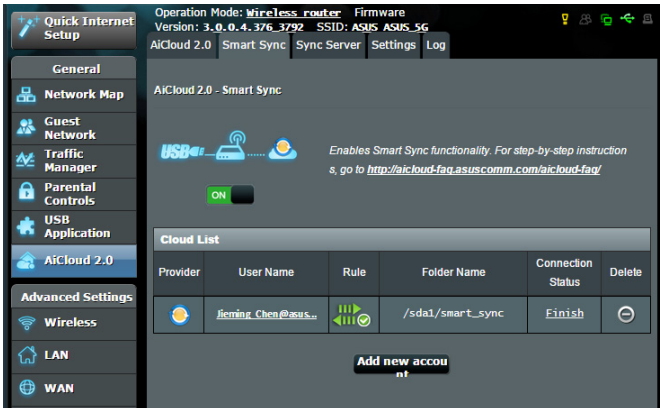 Quick Internet
Setup
Operation Mode: Wireless router Firmware
Version: 3.0.0.4.376_3792 SSID: ASUS ASUS_5G
AiCloud 2.0 Smart Sync Sync Server Settings Log
General
Network Map
Guest
Network
Traffic
Manager
Parental
Controls
USB
Application
AiCloud 2.0
Advanced Settings
Wireless
LAN
WAN
AiCloud 2.0 - Smart Sync
USB
Enables Smart Sync functionality. For step-by-step instruction
s, go to http://aicloud-faq.asuscomm.com/aicloud-faq/
ON
Cloud List
Provider User Name Rule Folder Name Connection Status Delete
Jieming_Chen@asus... /sda1/smart_sync Finish
Add new accou
nt